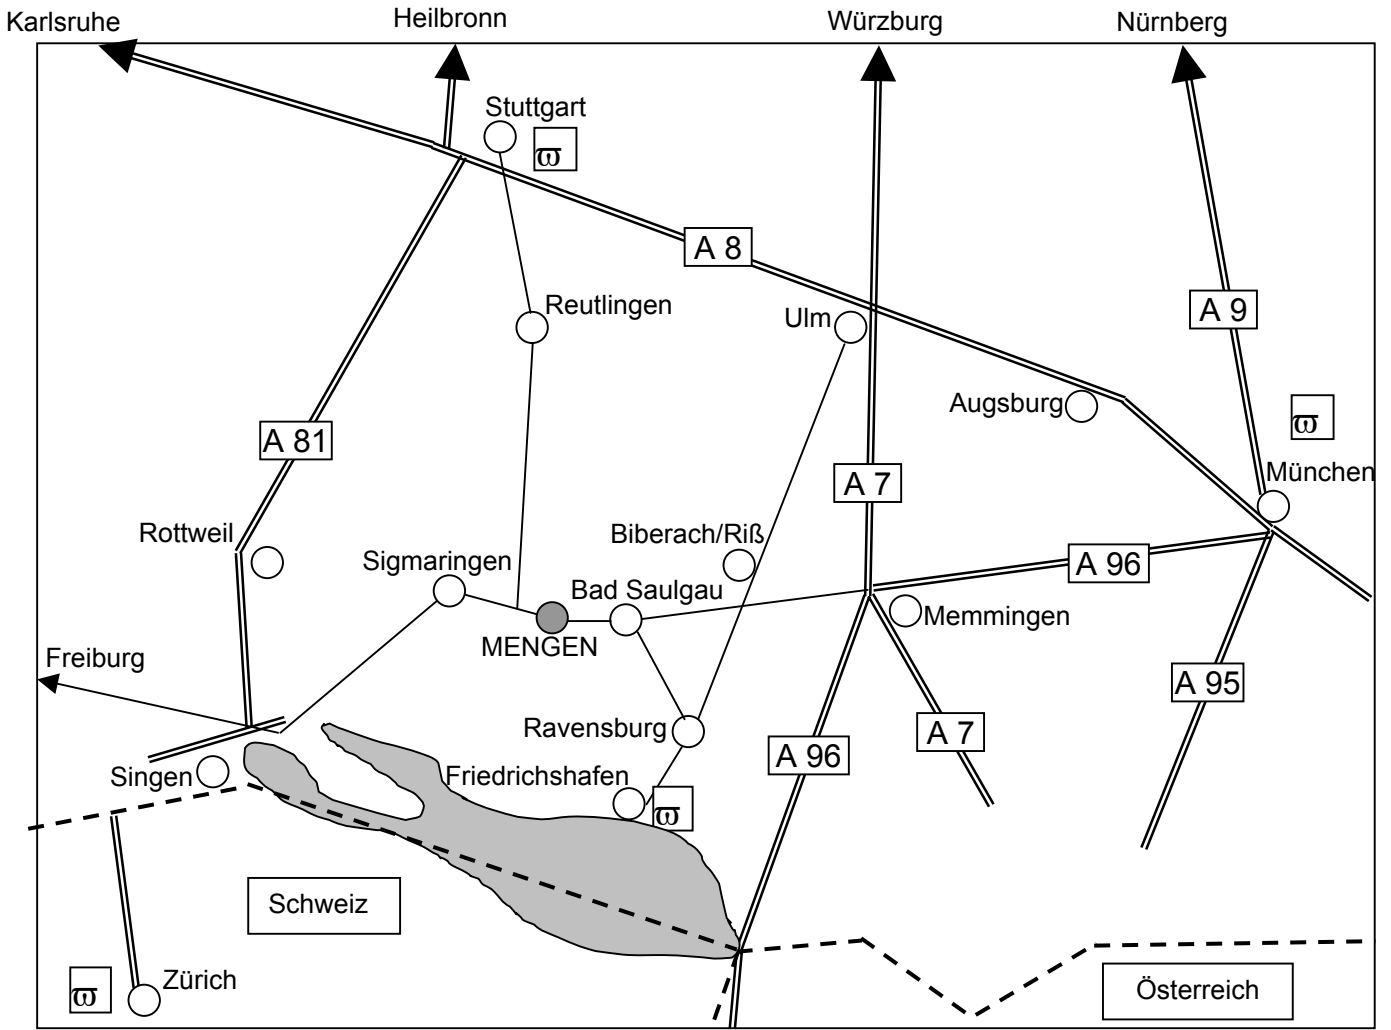 Karlsruhe
Heilbronn
Würzburg
Nürnberg
Stuttgart
ϖ
A 8
Reutlingen
Ulm
A 9
Augsburg
ϖ
A 81
München
A 7
Rottweil
Biberach/Riß
Sigmaringen
A 96
Bad Saulgau
Memmingen
MENGEN
Freiburg
A 95
Ravensburg
A 7
A 96
Singen
Friedrichshafen
ϖ
Schweiz
Zürich
ϖ
Österreich